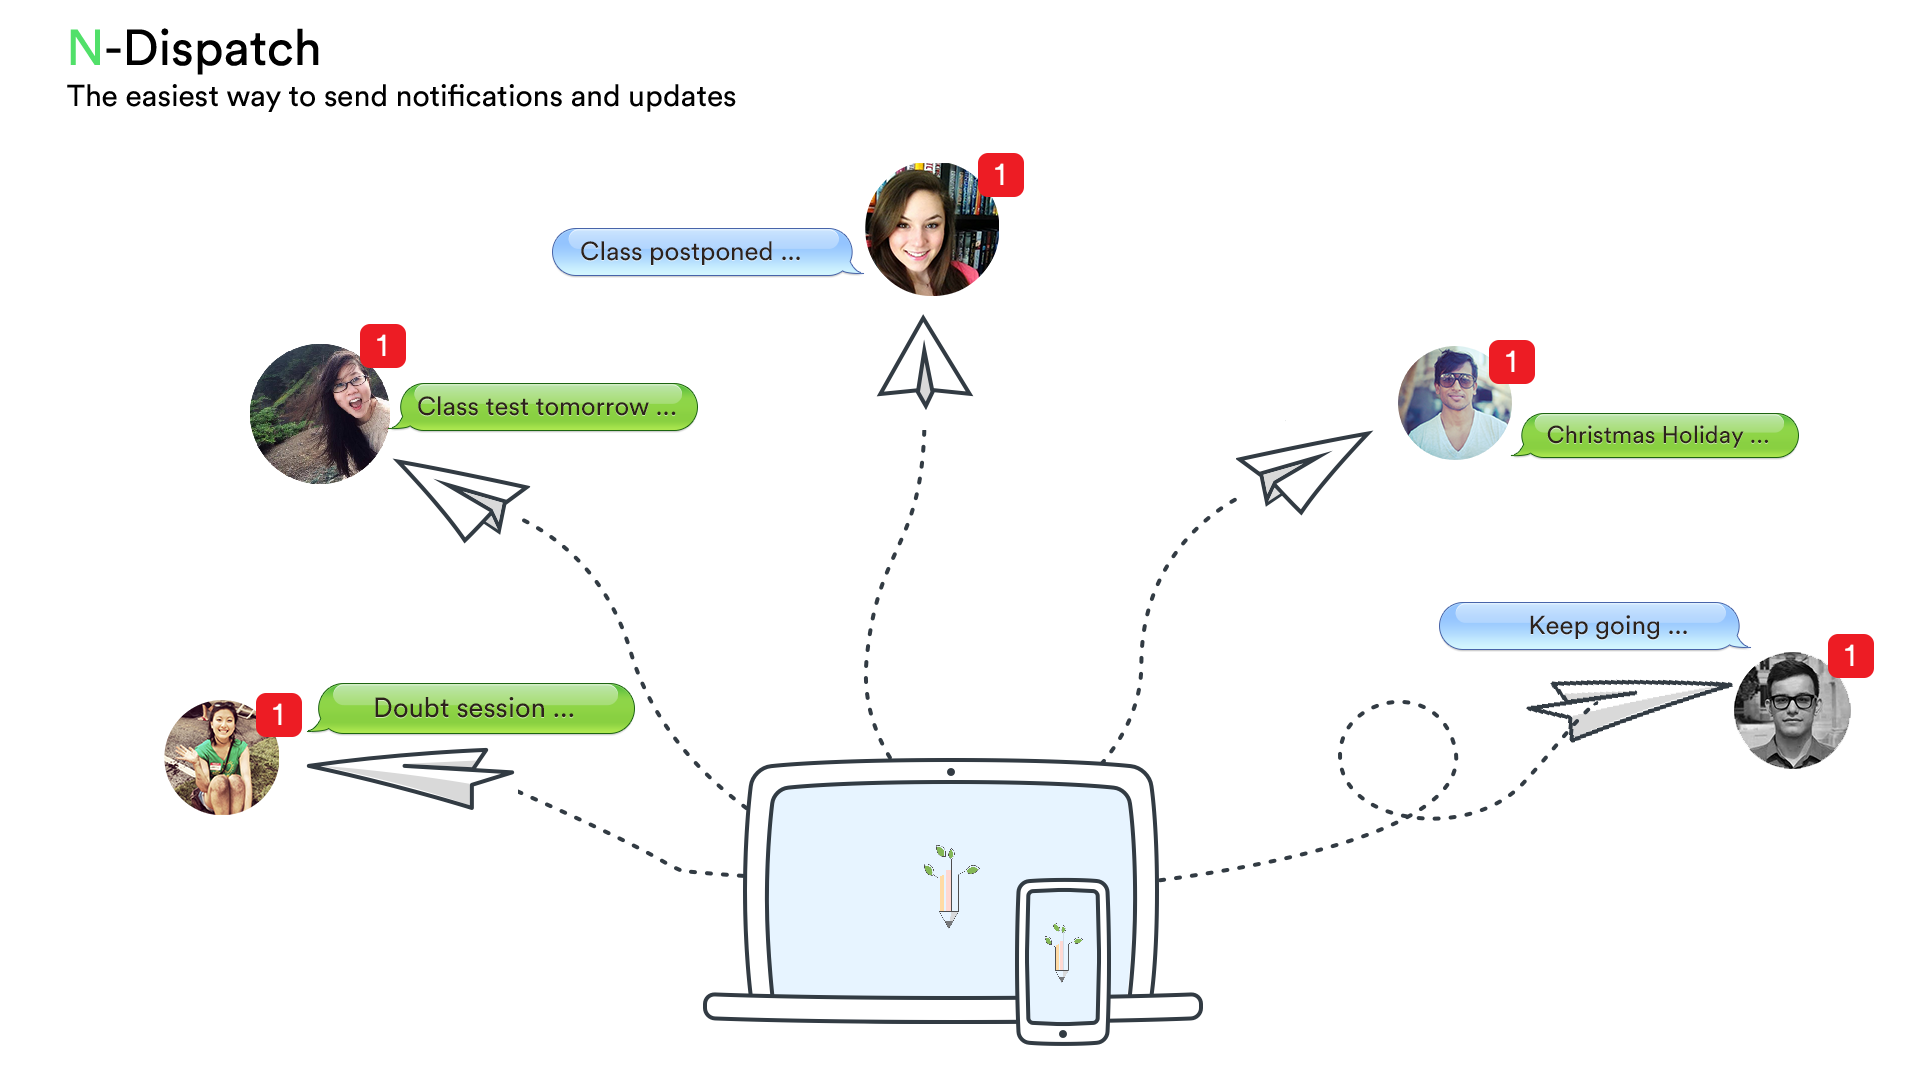 N-Dispatch
The easiest way to send notifications and updates
1
Class postponed ...
1
Class test tomorrow ...
1
Christmas Holiday ...
Keep going ...
1
1
Doubt session ...